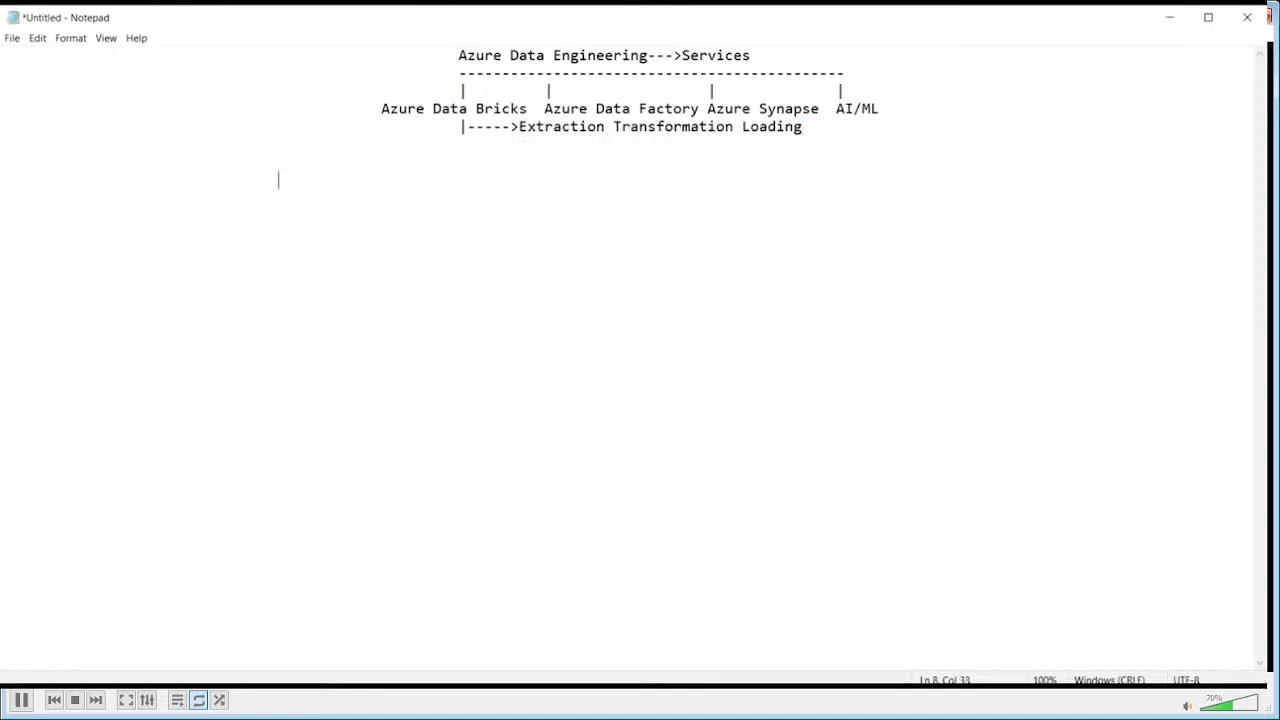 *Untitled - Notepad
File Edit Format View Help
Azure Data Engineering--->Services
---------------------------------------------
| | | |
Azure Data Bricks Azure Data Factory Azure Synapse AI/ML
|----->Extraction Transformation Loading
Ln 8, Col 33 100% Windows (CRLF) UTF-8
70%